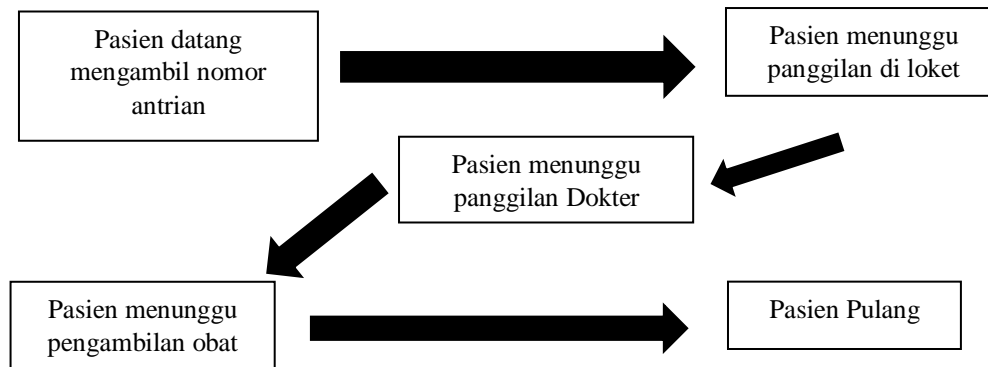 Pasien datang
mengambil nomor
antrian
Pasien menunggu
panggilan di loket
Pasien menunggu
panggilan Dokter
Pasien menunggu
pengambilan obat
Pasien Pulang